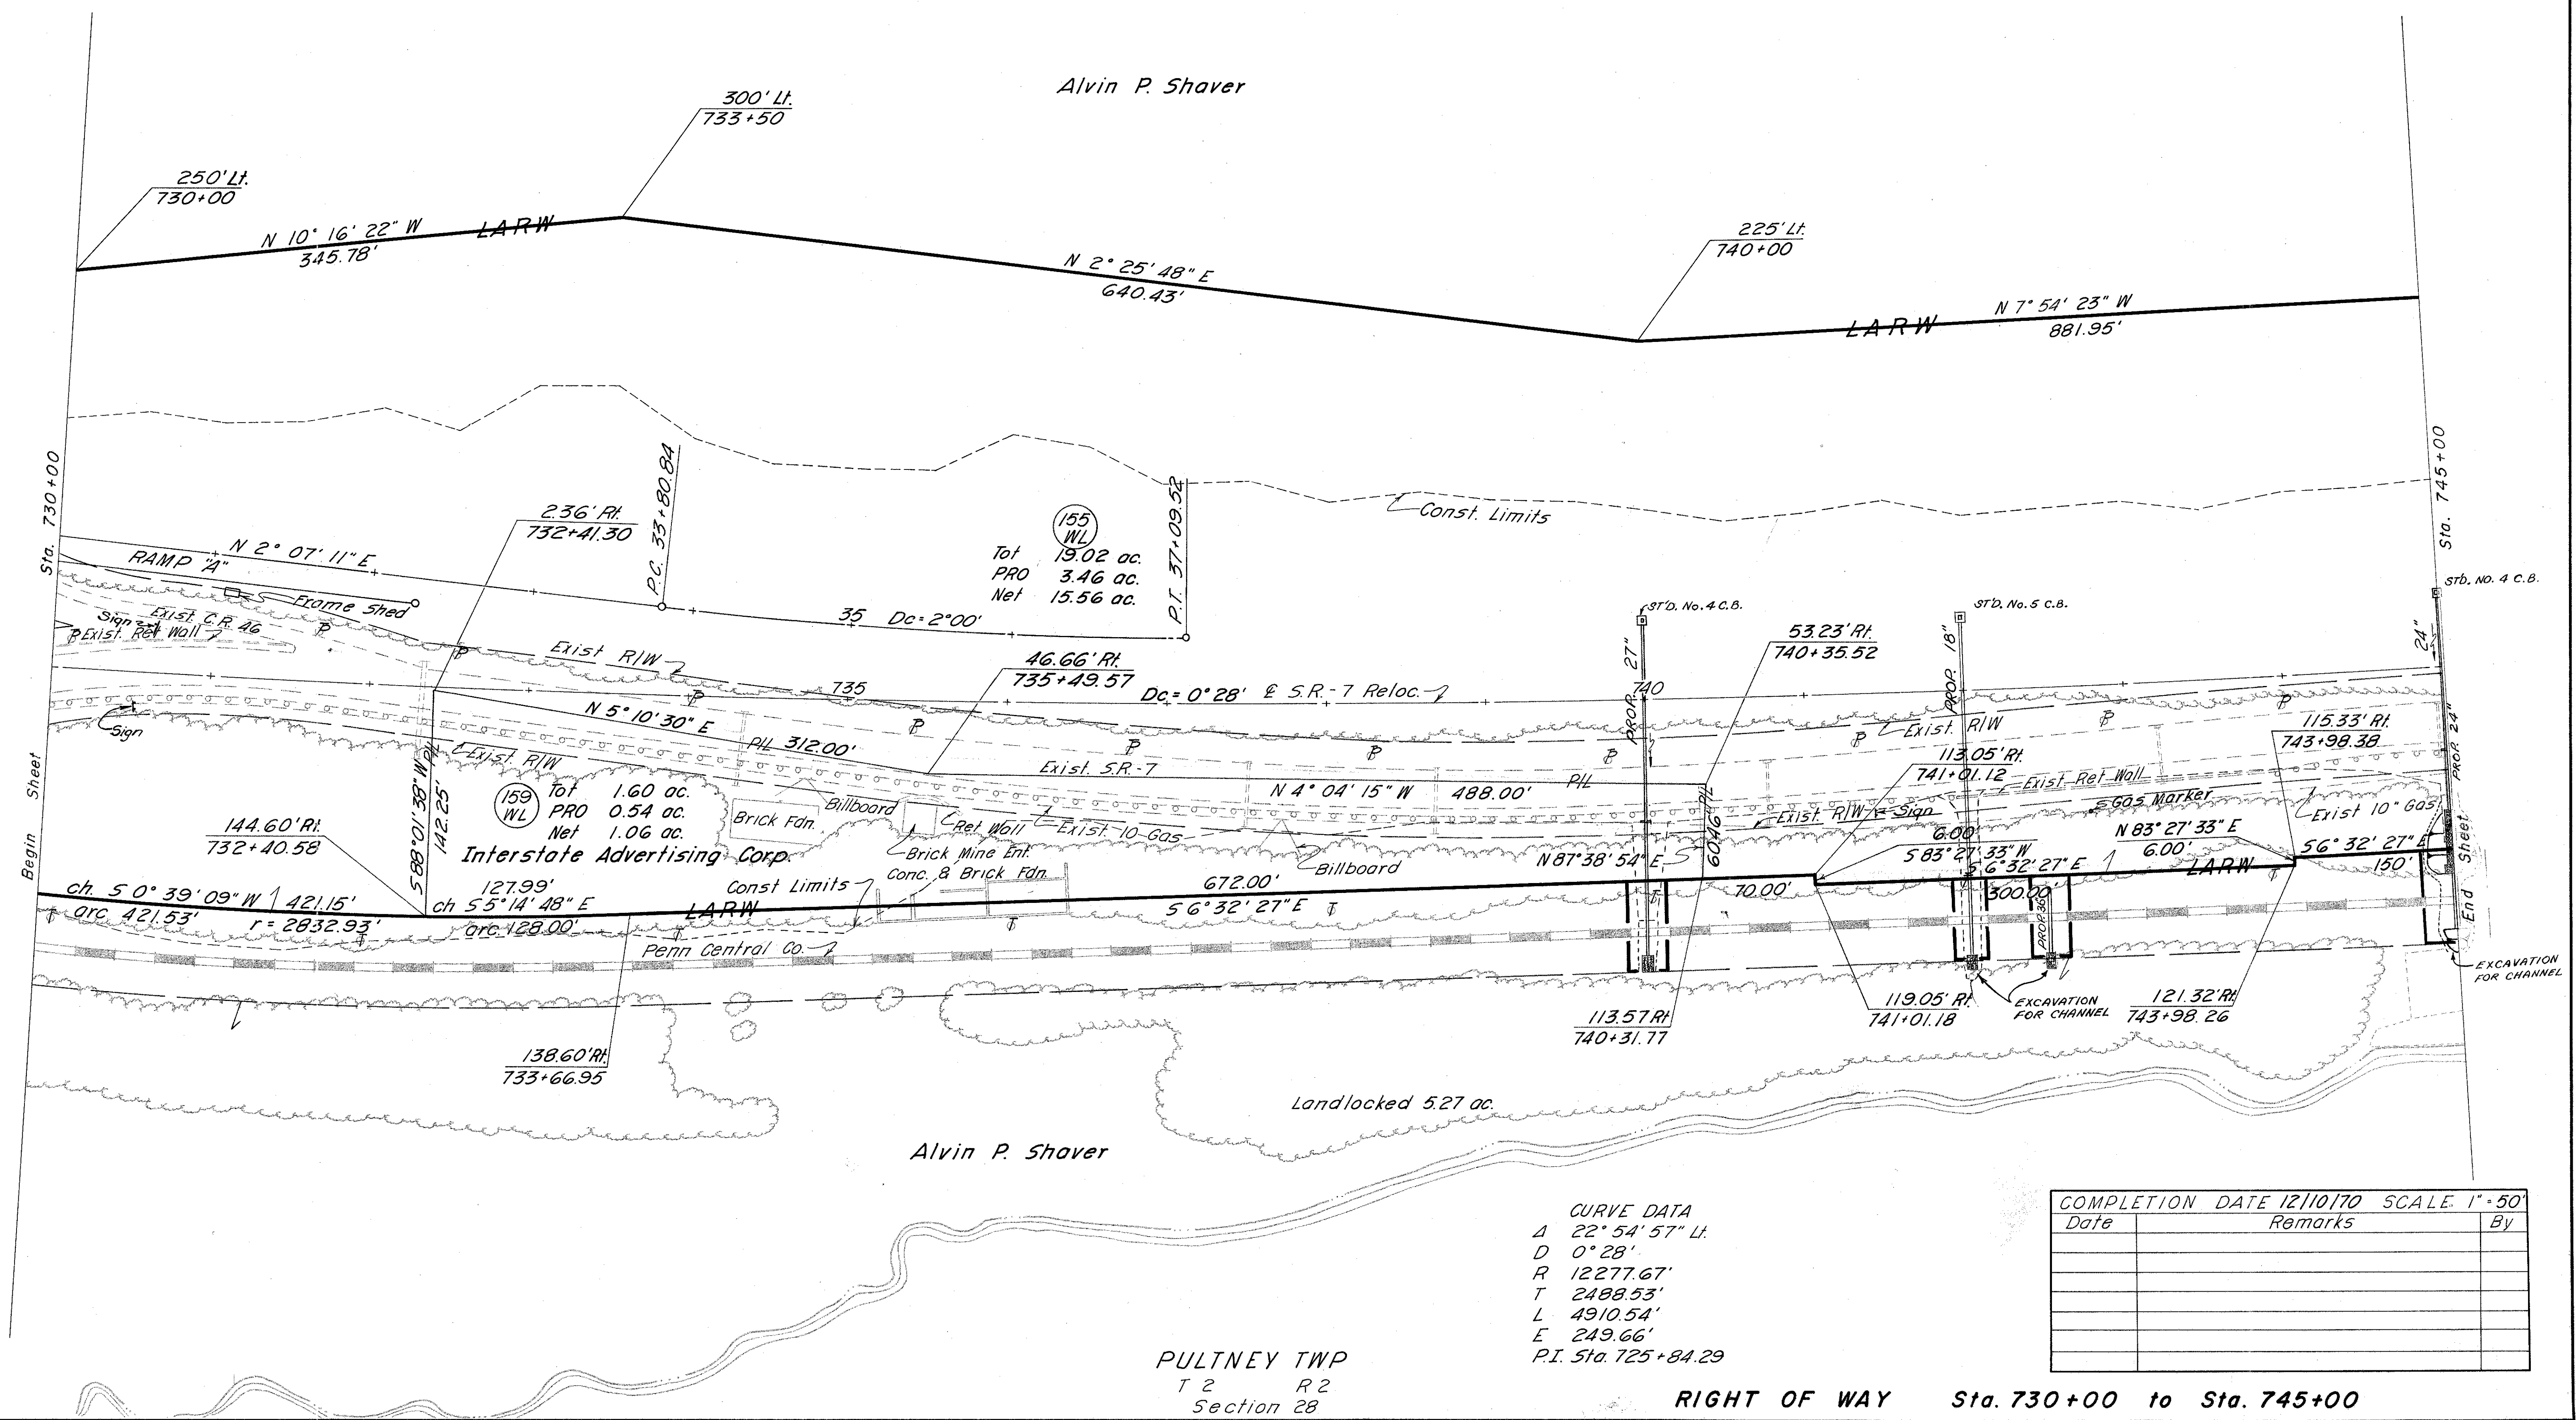 Alvin P. Shaver
300' Lt.
733+50
250' Lt.
730+00
225' Lt.
740+00
N 10° 16' 22" W
LARW
345.78'
N 2° 25' 48" E
640.43'
LARW
N 7° 54' 23" W
881.95'
Sta. 730+00
Sta. 745+00
P.C. 33+80.84
P.T. 37+09.52
155
WL
Tot 19.02 ac.
PRO 3.46 ac.
Net 15.56 ac.
Const. Limits
2.36' Rt.
732+41.30
N 2° 07' 11" E
RAMP "A"
Frame Shed
Exist. C.R. 46
Sign
Exist. Ret Wall
35 Dc=2°00'
STD. NO. 4 C.B.
ST'D. No. 4 C.B.
ST'D. No. 5 C.B.
27"
PROP.
18"
PROP.
24"
PROP. 24"
53.23' Rt.
740+35.52
Exist R/W
46.66' Rt.
735+49.57
735
Dc = 0°28' ℄ S.R.-7 Reloc.
740
N 5° 10' 30" E
P/L 312.00'
Sign
Exist. R/W
Exist. R/W
115.33' Rt.
743+98.38
113.05' Rt.
741+01.12
Exist. S.R.-7
P/L
N 4° 04' 15" W 488.00'
Exist Ret Wall
Gas Marker
Exist 10" Gas
Exist. R/W
Sign
S 88° 01' 38" W
P/L
142.25'
159
WL
Tot 1.60 ac.
PRO 0.54 ac.
Net 1.06 ac.
Interstate Advertising Corp.
Brick Fdn.
Billboard
Ret Wall
Exist. 10 Gas
Brick Mine Ent.
Conc. & Brick Fdn.
Billboard
N 87° 38' 54" E
60.46'
P/L
6.00'
S 83° 27' 33" W
S 6° 32' 27" E
300.00'
N 83° 27' 33" E
6.00'
LARW
S 6° 32' 27" E
150'
144.60' Rt.
732+40.58
Begin Sheet
End Sheet
ch. S 0° 39' 09" W 421.15'
arc 421.53'
r = 2832.93'
127.99'
ch S 5° 14' 48" E
arc 128.00'
Const Limits
LARW
672.00'
S 6° 32' 27" E
70.00'
PROP. 36"
Penn Central Co.
138.60' Rt.
733+66.95
113.57 Rt
740+31.77
119.05' Rt.
741+01.18
EXCAVATION
FOR CHANNEL
121.32' Rt
743+98.26
EXCAVATION
FOR CHANNEL
Landlocked 5.27 ac.
Alvin P. Shaver
CURVE DATA
Δ 22° 54' 57" Lt.
D 0° 28'
R 12277.67'
T 2488.53'
L 4910.54'
E 249.66'
P.I. Sta. 725+84.29
COMPLETION DATE 12/10/70 SCALE 1" = 50'
Date Remarks By
PULTNEY TWP
T 2 R 2
Section 28
RIGHT OF WAY Sta. 730+00 to Sta. 745+00